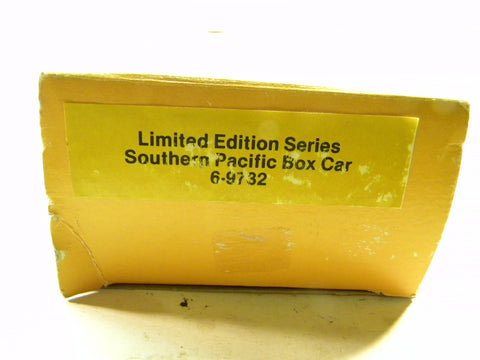 Limited Edition Series
Southern Pacific Box Car
6-9732